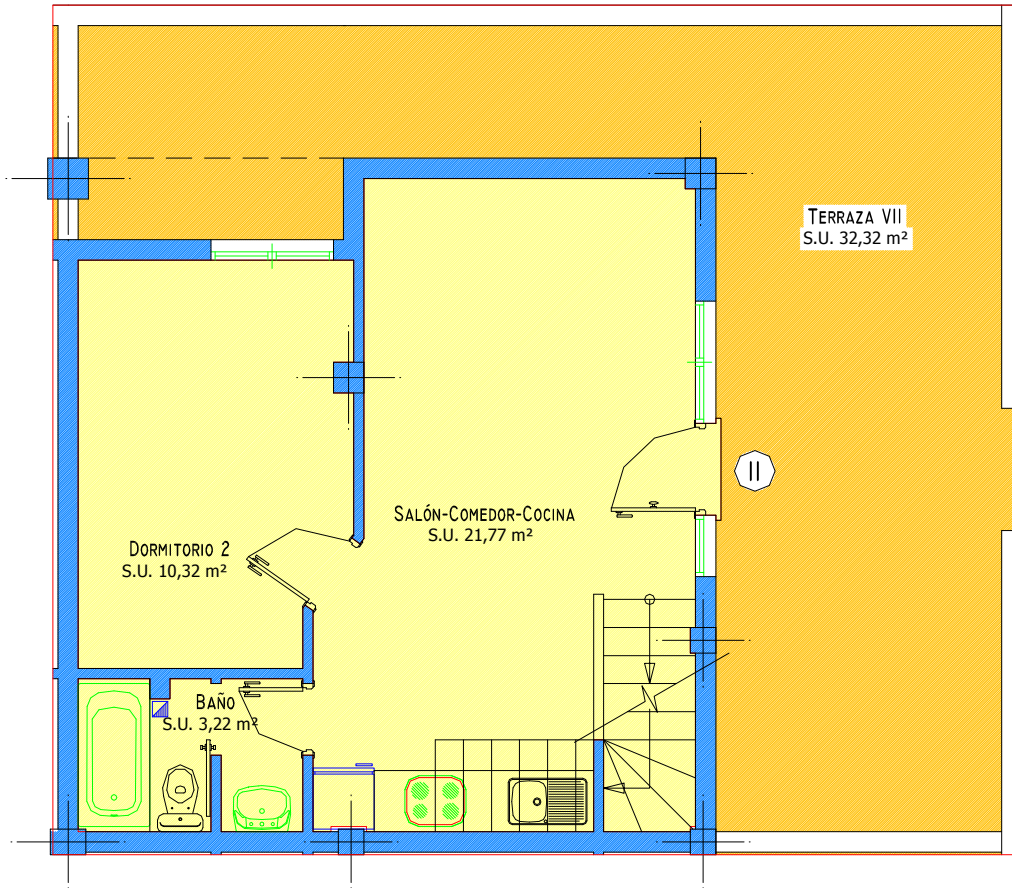 TERRAZA VII
S.U. 32,32 m²
II
SALÓN-COMEDOR-COCINA
S.U. 21,77 m²
DORMITORIO 2
S.U. 10,32 m²
BAÑO
S.U. 3,22 m²